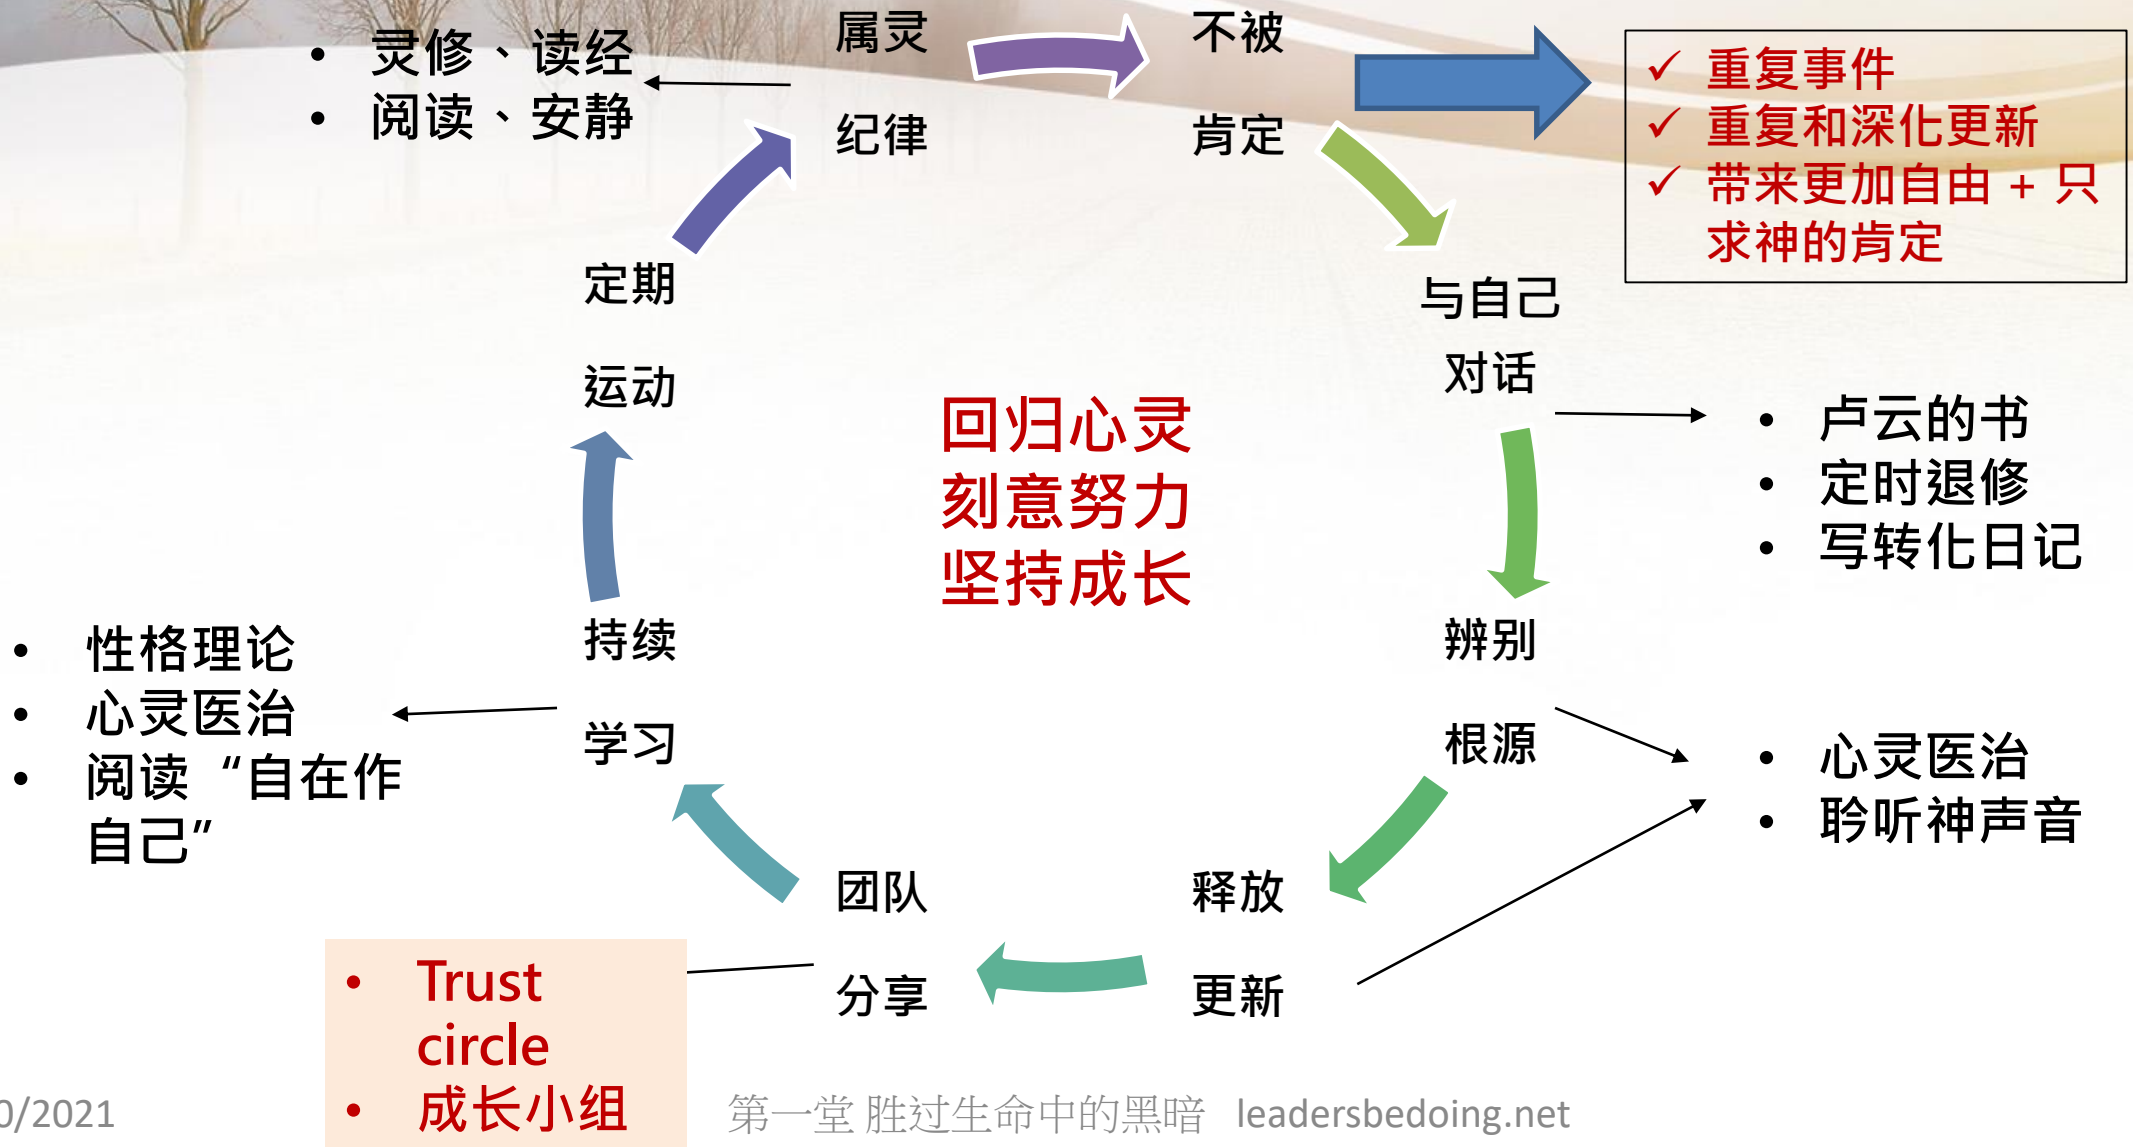 • 灵修、读经
• 阅读、安静
属灵
纪律
不被
肯定
✓ 重复事件
✓ 重复和深化更新
✓ 带来更加自由 + 只
求神的肯定
与自己
对话
• 卢云的书
• 定时退修
• 写转化日记
辨别
根源
• 心灵医治
• 聆听神声音
释放
更新
团队
分享
• Trust
circle
• 成长小组
持续
学习
• 性格理论
• 心灵医治
• 阅读“自在作
自己”
定期
运动
回归心灵
刻意努力
坚持成长
0/2021
第一堂 胜过生命中的黑暗 leadersbedoing.net